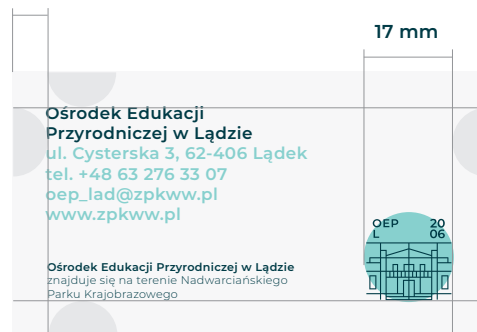 17 mm
Ośrodek Edukacji
Przyrodniczej w Lądzie
ul. Cysterska 3, 62-406 Lądek
tel. +48 63 276 33 07
oep_lad@zpkww.pl
www.zpkww.pl
OEP 20
L 06
Ośrodek Edukacji Przyrodniczej w Lądzie
znajduje się na terenie Nadwarciańskiego
Parku Krajobrazowego